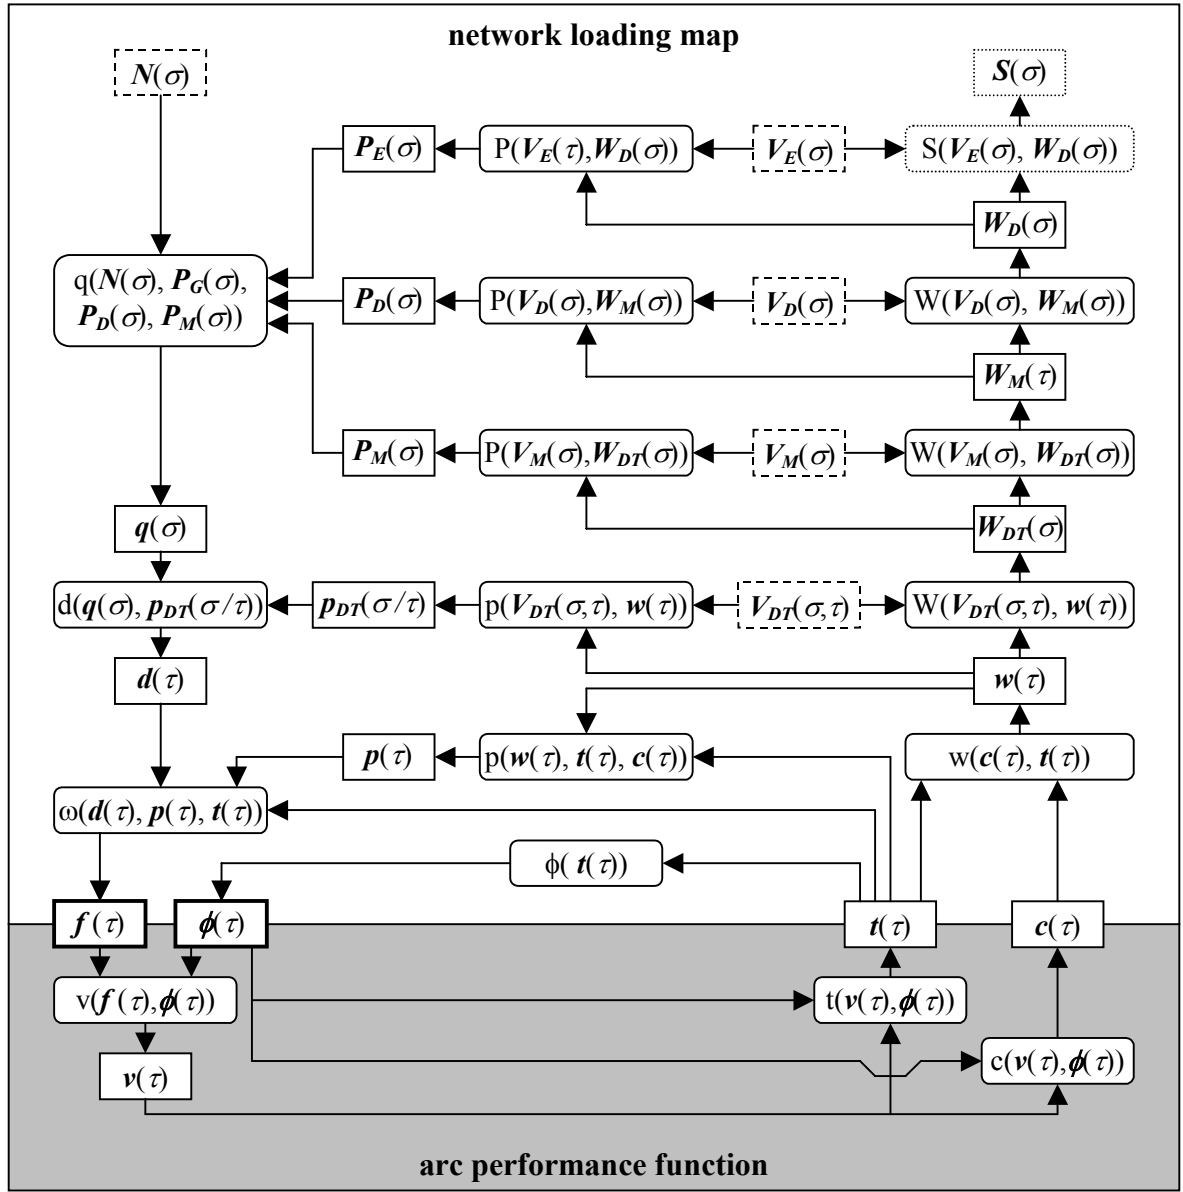 network loading map
N(σ)
S(σ)
P_E(σ)
P(V_E(τ),W_D(σ))
V_E(σ)
S(V_E(σ), W_D(σ))
W_D(σ)
q(N(σ), P_G(σ),
P_D(σ), P_M(σ))
P_D(σ)
P(V_D(σ),W_M(σ))
V_D(σ)
W(V_D(σ), W_M(σ))
W_M(τ)
P_M(σ)
P(V_M(σ),W_DT(σ))
V_M(σ)
W(V_M(σ), W_DT(σ))
q(σ)
W_DT(σ)
d(q(σ), p_DT(σ/τ))
p_DT(σ/τ)
p(V_DT(σ,τ), w(τ))
V_DT(σ,τ)
W(V_DT(σ,τ), w(τ))
d(τ)
w(τ)
p(τ)
p(w(τ), t(τ), c(τ))
w(c(τ), t(τ))
ω(d(τ), p(τ), t(τ))
ϕ( t(τ))
f(τ)
ϕ(τ)
t(τ)
c(τ)
v(f(τ),ϕ(τ))
t(v(τ),ϕ(τ))
v(τ)
c(v(τ),ϕ(τ))
arc performance function